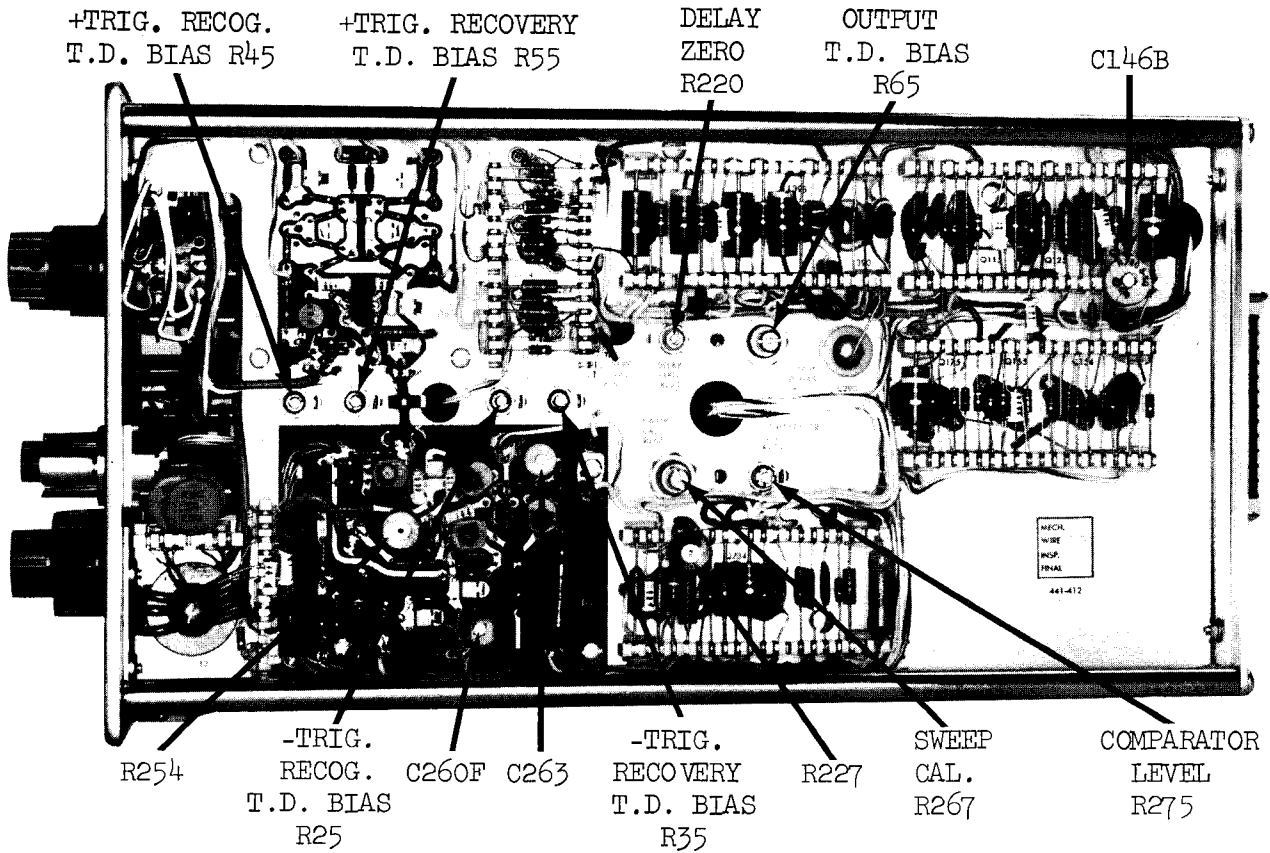 +TRIG. RECOG.
T.D. BIAS R45
+TRIG. RECOVERY
T.D. BIAS R55
DELAY
ZERO
R220
OUTPUT
T.D. BIAS
R65
C146B
MECH.
WIRE
INSP.
FINAL
441-412
R254
-TRIG.
RECOG.
T.D. BIAS
R25
C260F
C263
-TRIG.
RECOVERY
T.D. BIAS
R35
R227
SWEEP
CAL.
R267
COMPARATOR
LEVEL
R275